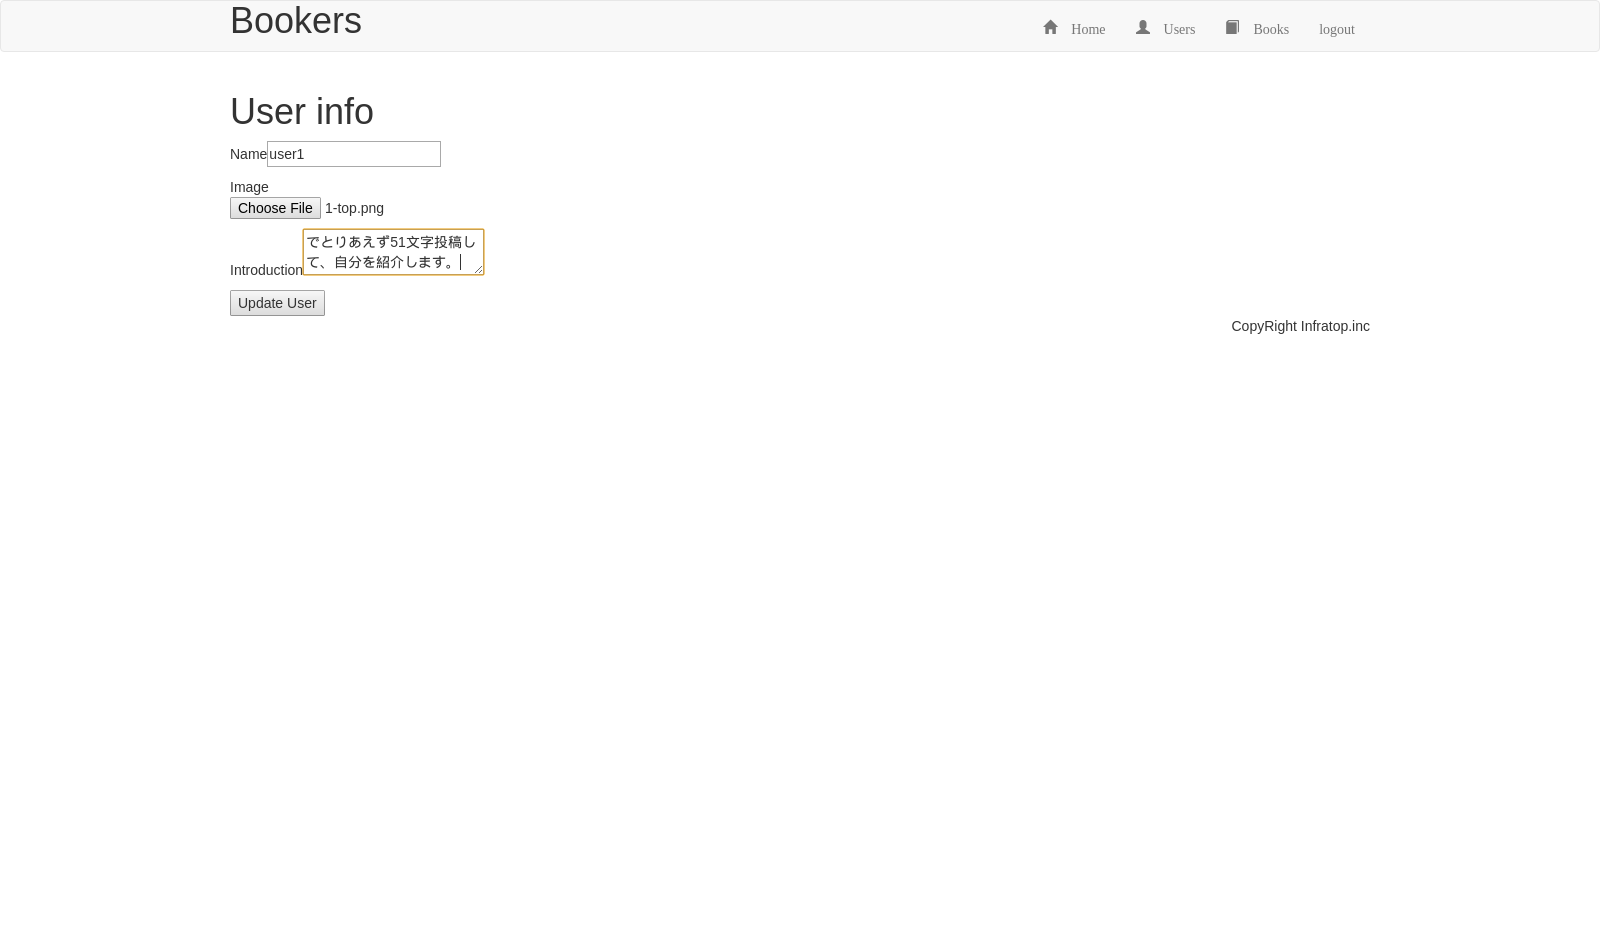 Bookers
Home Users Books logout
User info
Name user1
Image
Choose File 1-top.png
でとりあえず51文字投稿し
て、自分を紹介します。
Introduction
Update User
CopyRight Infratop.inc